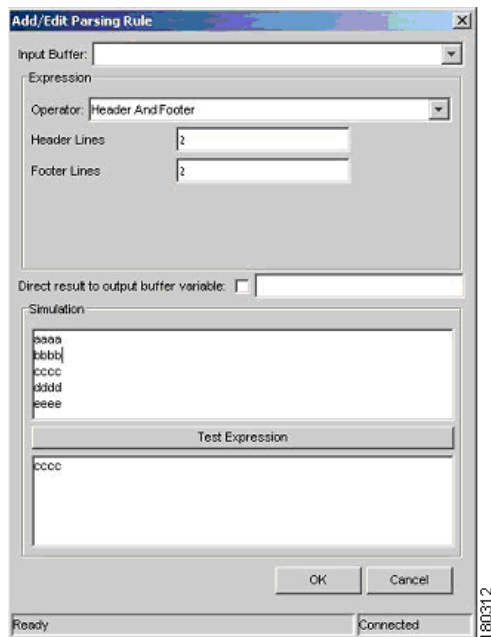 Add/Edit Parsing Rule
Input Buffer:
Expression
Operator: Header And Footer
Header Lines 2
Footer Lines 2
Direct result to output buffer variable:
Simulation
aaaa
bbbb
cccc
dddd
eeee
Test Expression
cccc
OK Cancel
Ready Connected
80312